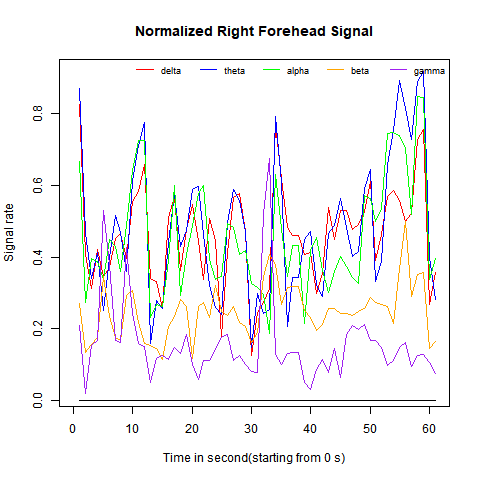 Normalized Right Forehead Signal
delta theta alpha beta gamma
0.8
0.6
0.4
0.2
0.0
Signal rate
0 10 20 30 40 50 60
Time in second(starting from 0 s)